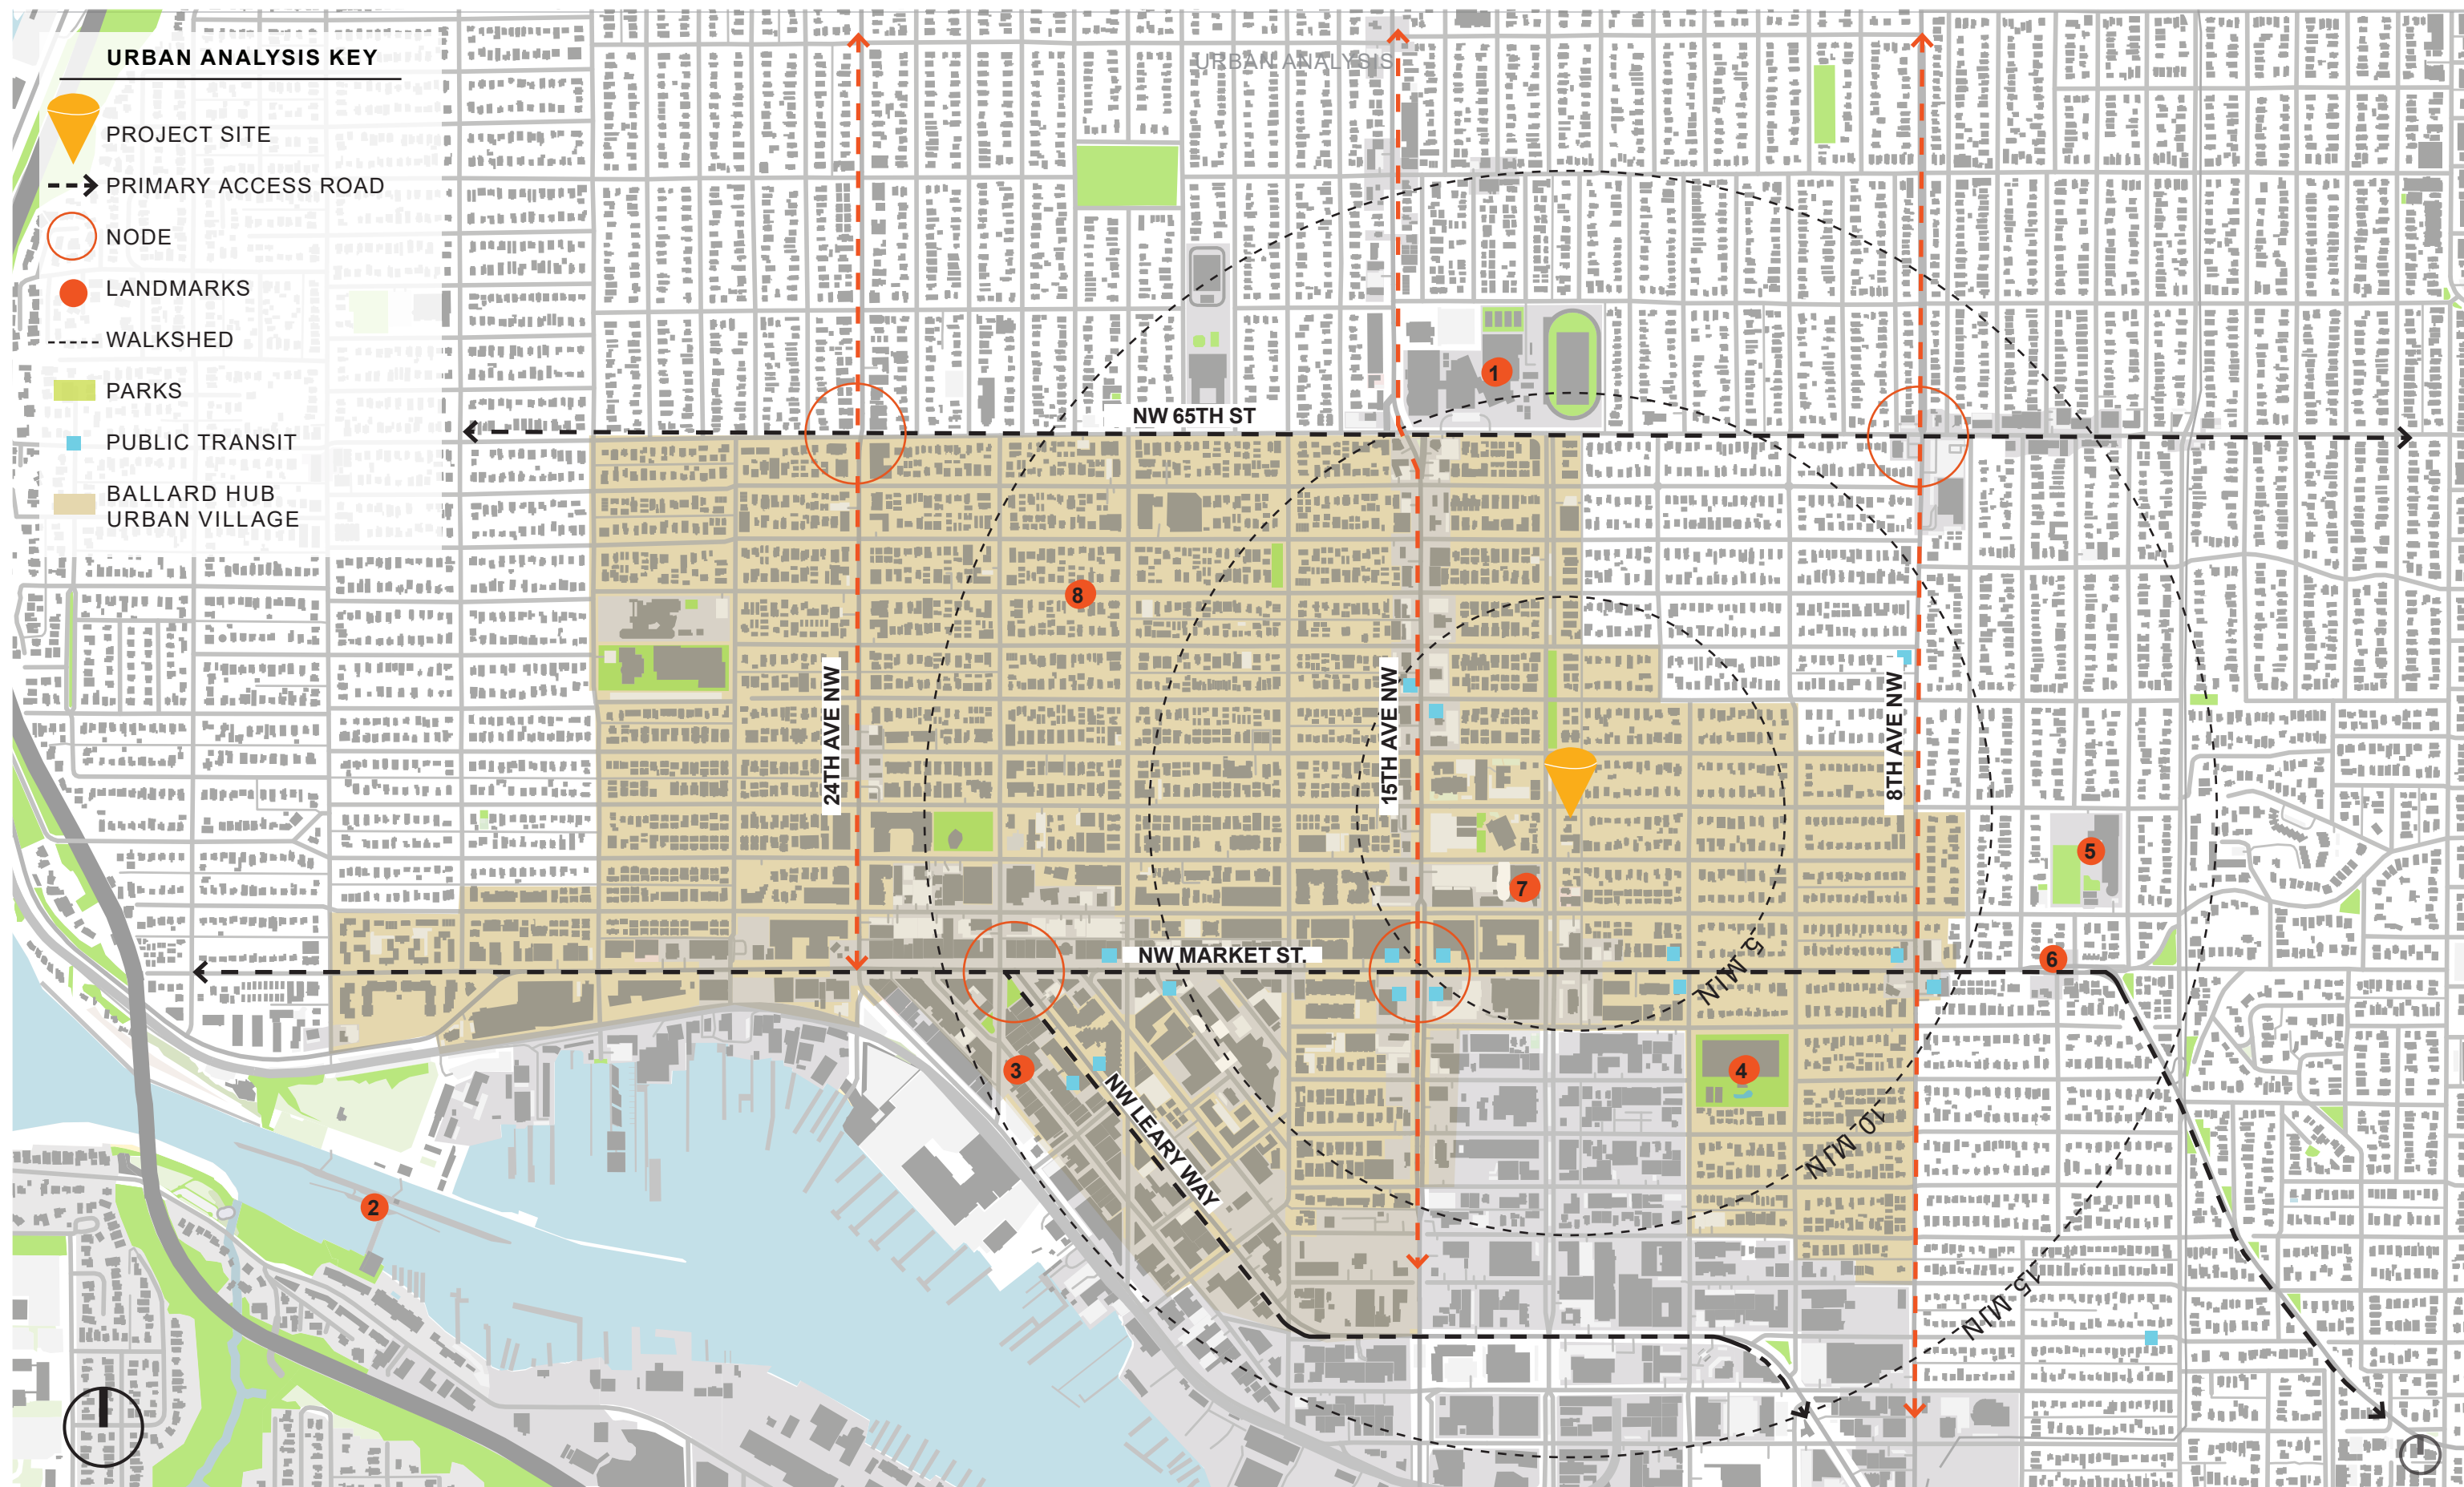 URBAN ANALYSIS
URBAN ANALYSIS KEY
PROJECT SITE
PRIMARY ACCESS ROAD
NODE
LANDMARKS
WALKSHED
PARKS
PUBLIC TRANSIT
BALLARD HUB
URBAN VILLAGE
1
NW 65TH ST
8
24TH AVE NW
15TH AVE NW
8TH AVE NW
5
7
NW MARKET ST.
5 MIN
6
3
4
NW LEARY WAY
10 MIN
2
15 MIN